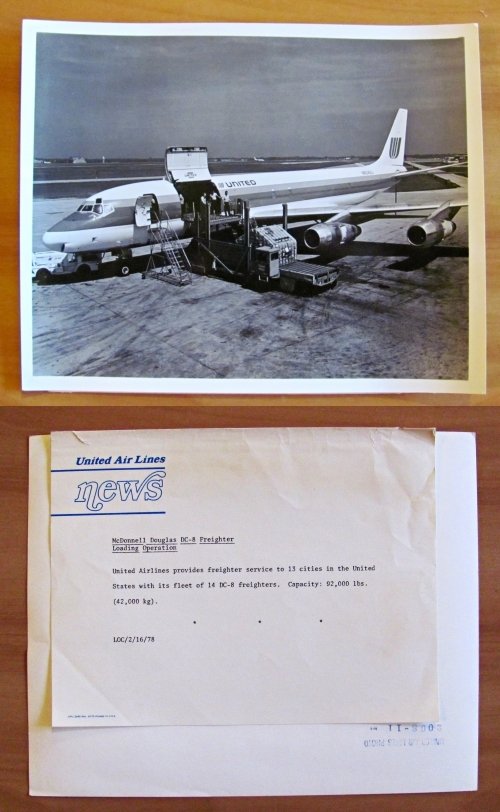 UNITED
United Air Lines
news
McDonnell Douglas DC-8 Freighter
Loading Operation
United Airlines provides freighter service to 13 cities in the United
States with its fleet of 14 DC-8 freighters. Capacity: 92,000 lbs.
(42,000 kg).
* * *
LOC/2/16/78